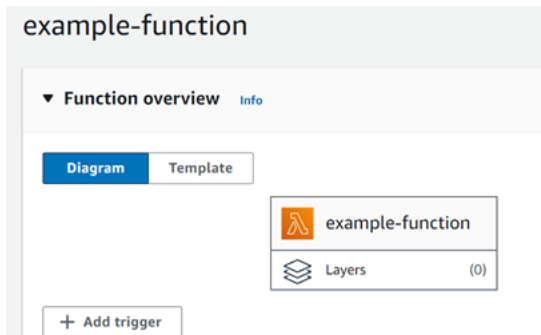 example-function
Function overview Info
Diagram Template
example-function
Layers (0)
+ Add trigger